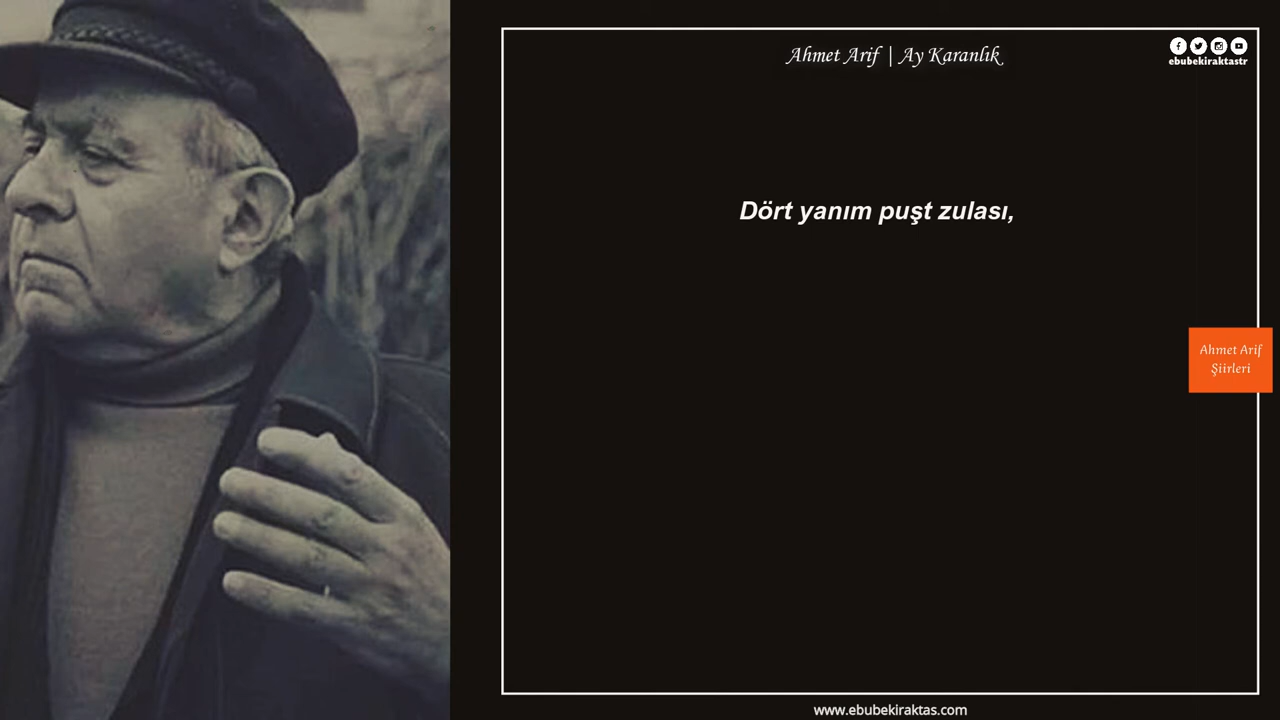 Ahmet Arif | Ay Karanlık
ebubekiraktastr
Dört yanım puşt zulası,
Ahmet Arif
Şiirleri
www.ebubekiraktas.com